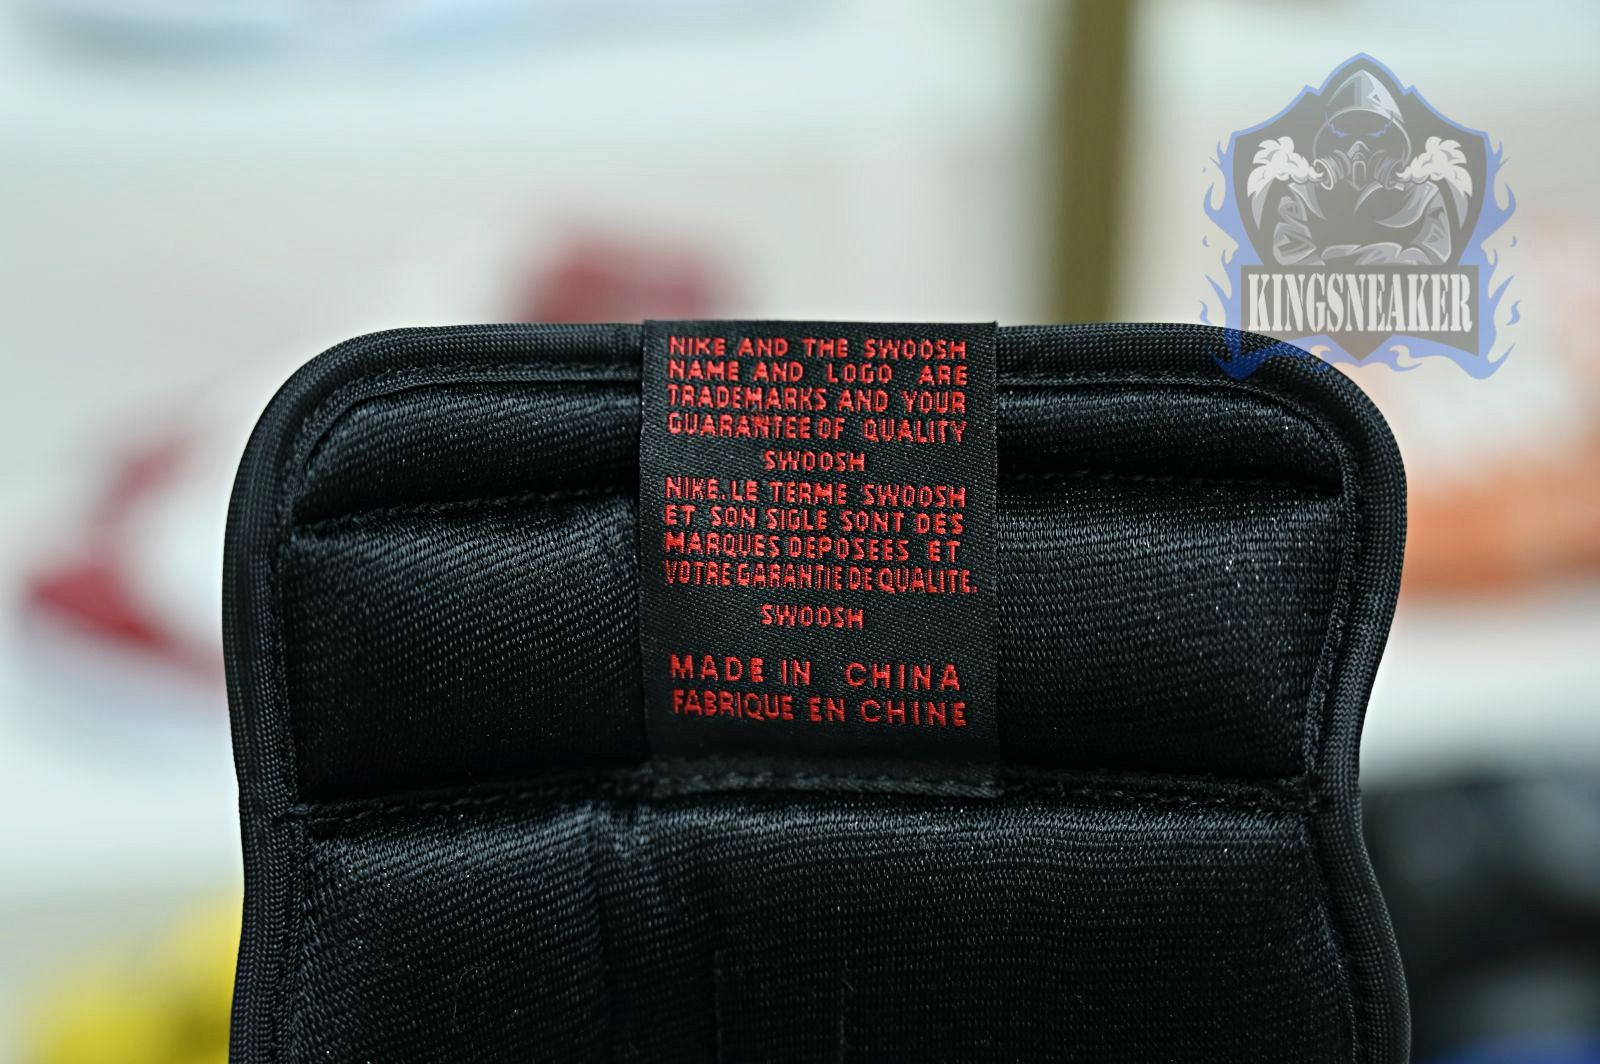 KINGSNEAKER
NIKE AND THE SWOOSH
NAME AND LOGO ARE
TRADEMARKS AND YOUR
GUARANTEE OF QUALITY
SWOOSH
NIKE.LE TERME SWOOSH
ET SON SIGLE SONT DES
MARQUES DEPOSEES ET
VOTRE GARANTIE DE QUALITE.
SWOOSH
MADE IN CHINA
FABRIQUE EN CHINE